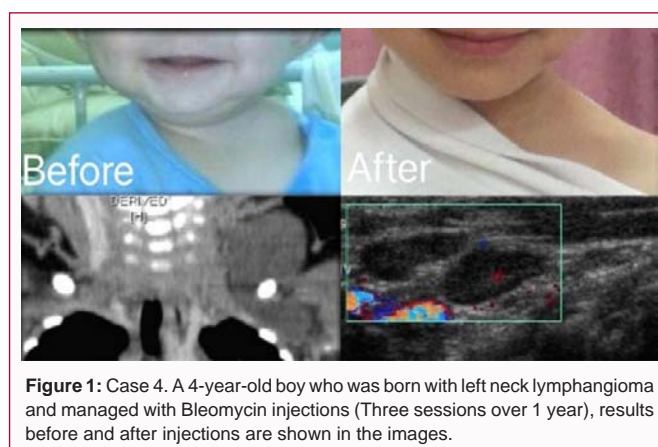 Before
After
DERIVED
[H]
Figure 1: Case 4. A 4-year-old boy who was born with left neck lymphangioma
and managed with Bleomycin injections (Three sessions over 1 year), results
before and after injections are shown in the images.